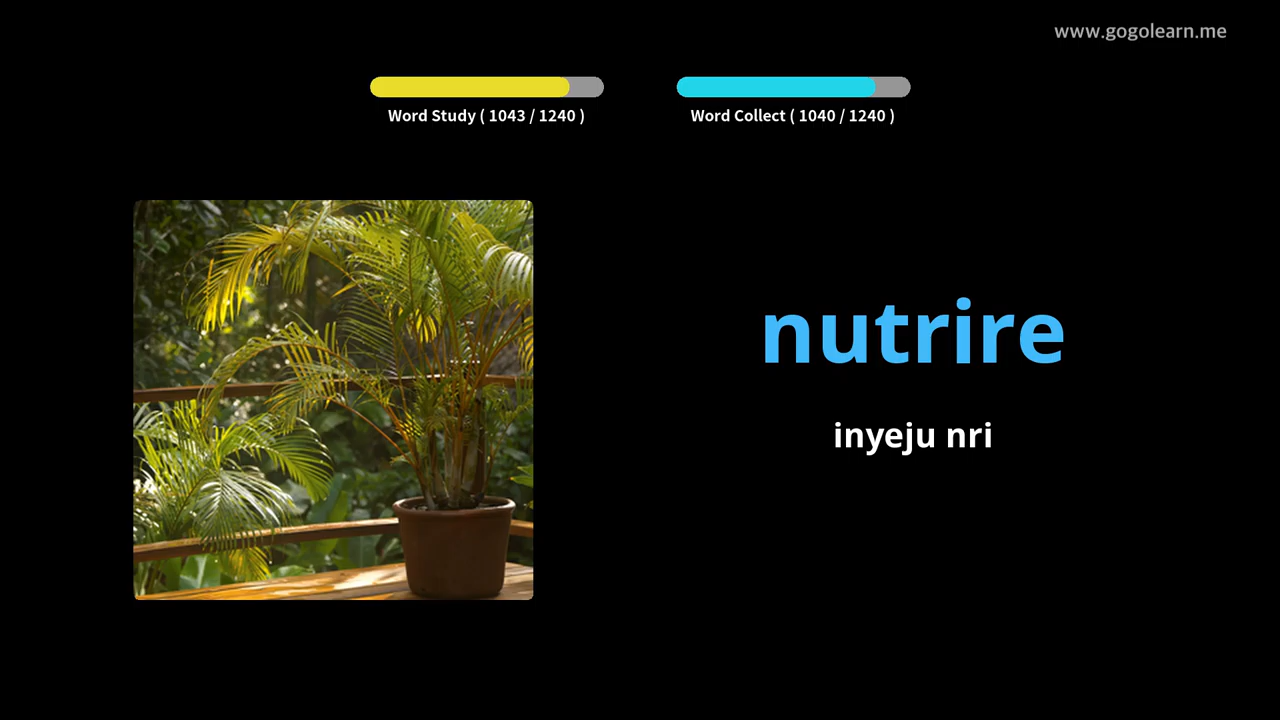 www.gogolearn.me
Word Study ( 1043 / 1240 )
Word Collect ( 1040 / 1240 )
nutrire
inyeju nri